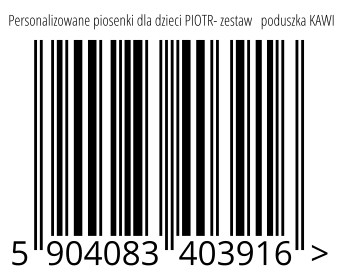 Personalizowane piosenki dla dzieci PIOTR- zestaw poduszka KAWI
5 904083 403916 >